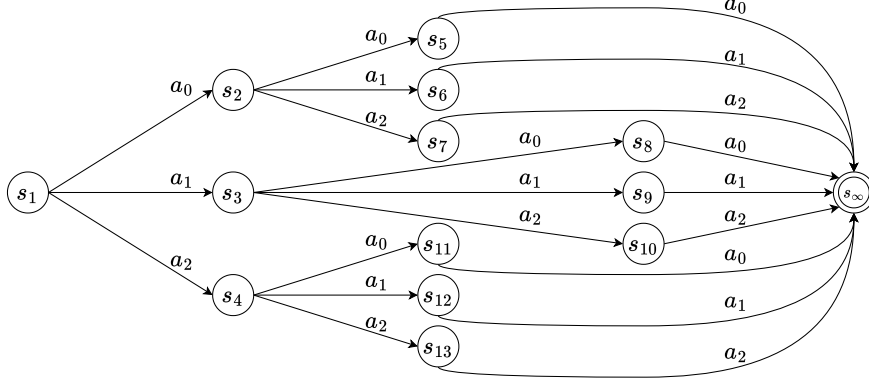 a₀
s₅
a₀
a₁
s₂
a₁
s₆
a₀
a₂
a₂
s₇
a₀
s₈
a₀
s₁
a₁
s₃
a₁
s₉
a₁
s∞
a₂
s₁₀
a₂
a₂
a₀
s₁₁
a₀
s₄
a₁
s₁₂
a₁
a₂
s₁₃
a₂